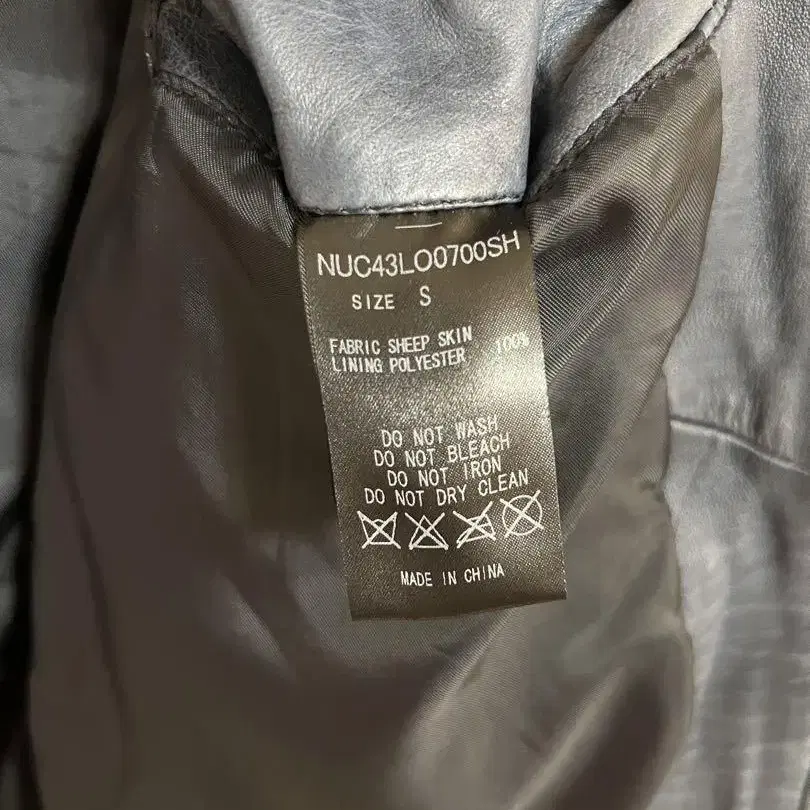 NUC43LO0700SH
SIZE S
FABRIC SHEEP SKIN 100%
LINING POLYESTER
DO NOT WASH
DO NOT BLEACH
DO NOT IRON
DO NOT DRY CLEAN
MADE IN CHINA